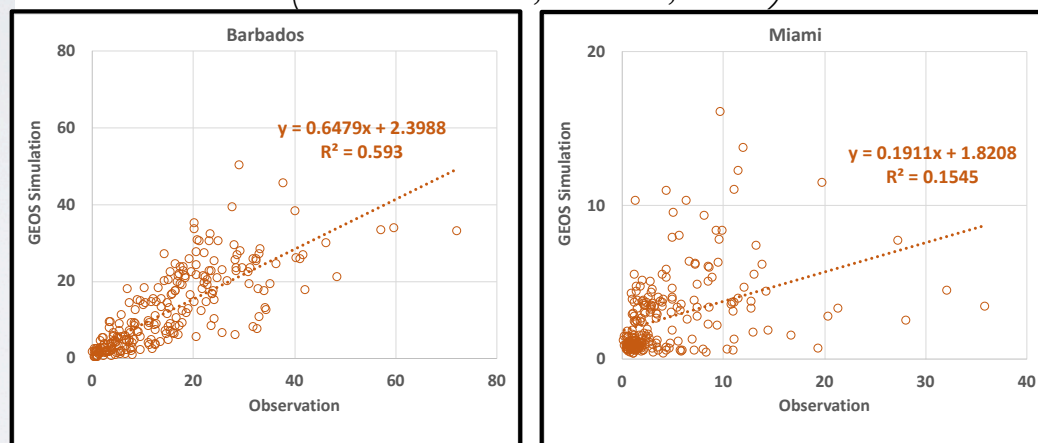 Barbados
80
60
40
20
0
GEOS Simulation
y = 0.6479x + 2.3988
R² = 0.593
0 20 40 60 80
Observation
Miami
20
10
0
GEOS Simulation
y = 0.1911x + 1.8208
R² = 0.1545
0 10 20 30 40
Observation